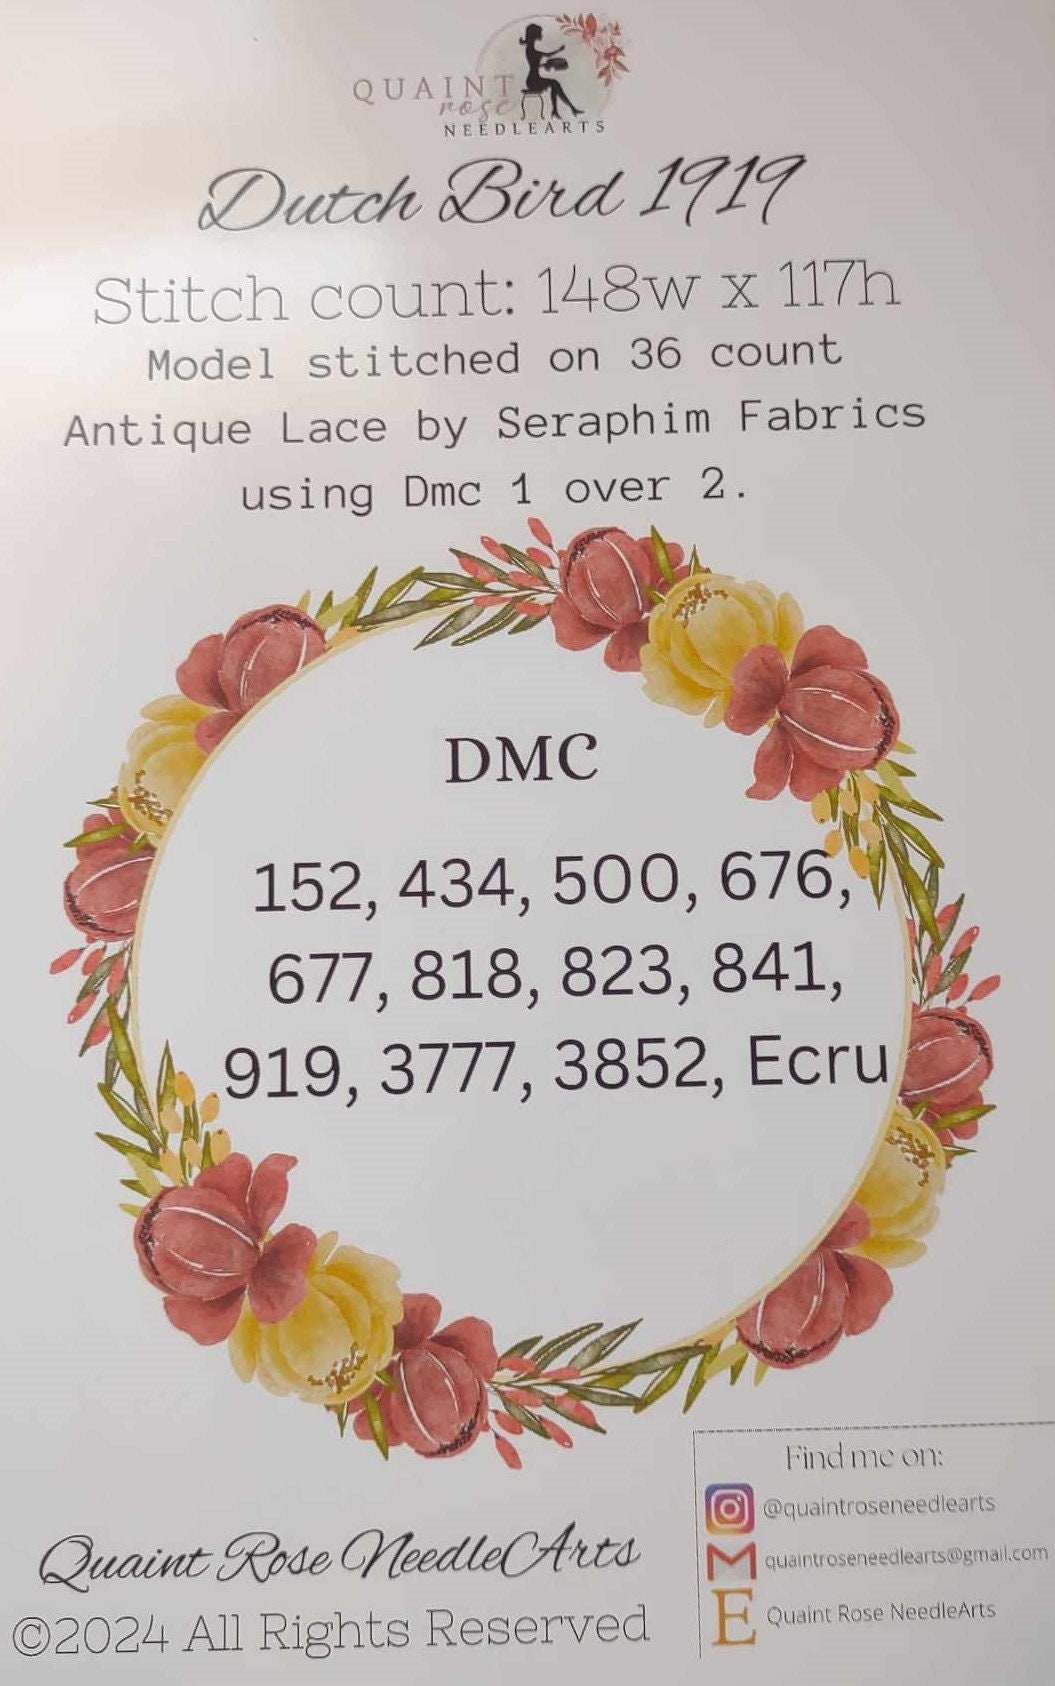 QUAINT
rose
NEEDLEARTS
Dutch Bird 1919
Stitch count: 148w x 117h
Model stitched on 36 count
Antique Lace by Seraphim Fabrics
using Dmc 1 over 2.
DMC
152, 434, 500, 676,
677, 818, 823, 841,
919, 3777, 3852, Ecru
Find me on:
@quaintroseneedlearts
quaintroseneedlearts@gmail.com
E Quaint Rose NeedleArts
Quaint Rose NeedleArts
©2024 All Rights Reserved